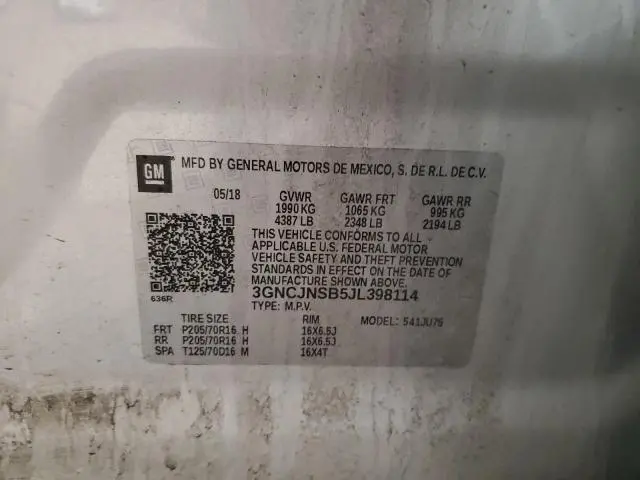 GM
MFD BY GENERAL MOTORS DE MEXICO, S. DE R.L. DE C.V.
05/18 GVWR GAWR FRT GAWR RR
1990 KG 1065 KG 995 KG
4387 LB 2348 LB 2194 LB
THIS VEHICLE CONFORMS TO ALL
APPLICABLE U.S. FEDERAL MOTOR
VEHICLE SAFETY AND THEFT PREVENTION
STANDARDS IN EFFECT ON THE DATE OF
MANUFACTURE SHOWN ABOVE.
636R 3GNCJNSB5JL398114
TYPE: M.P.V.
TIRE SIZE RIM MODEL: 541JU76
FRT P205/70R16 H 16X6.5J
RR P205/70R16 H 16X6.5J
SPA T125/70D16 M 16X4T